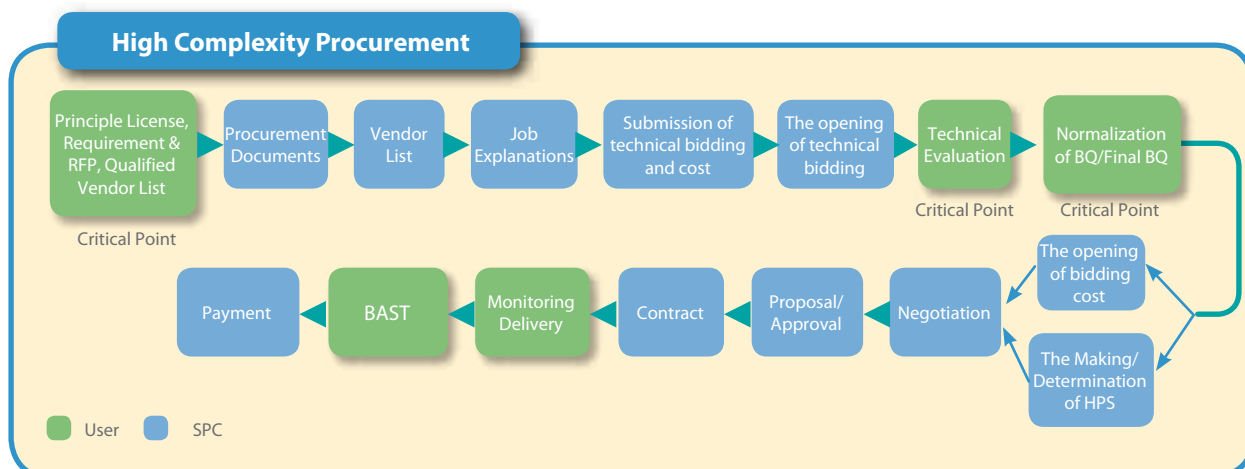 High Complexity Procurement
Principle License,
Requirement &
RFP, Qualified
Vendor List
Procurement
Documents
Vendor
List
Job
Explanations
Submission of
technical bidding
and cost
The opening
of technical
bidding
Technical
Evaluation
Normalization
of BQ/Final BQ
Critical Point
Critical Point
Critical Point
The opening
of bidding
cost
The Making/
Determination
of HPS
Negotiation
Proposal/
Approval
Contract
Monitoring
Delivery
BAST
Payment
User
SPC